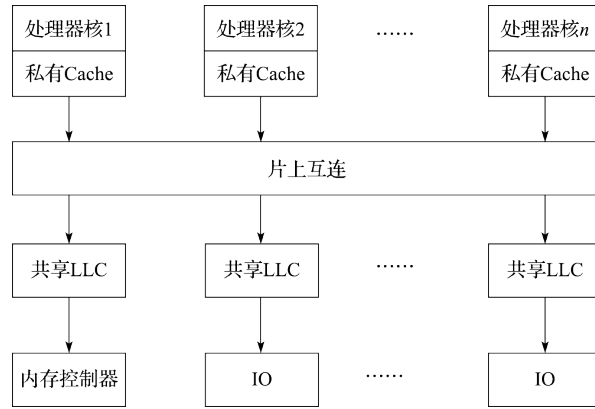 处理器核1 处理器核2 …… 处理器核n
私有Cache 私有Cache 私有Cache
片上互连
共享LLC 共享LLC …… 共享LLC
内存控制器 IO …… IO